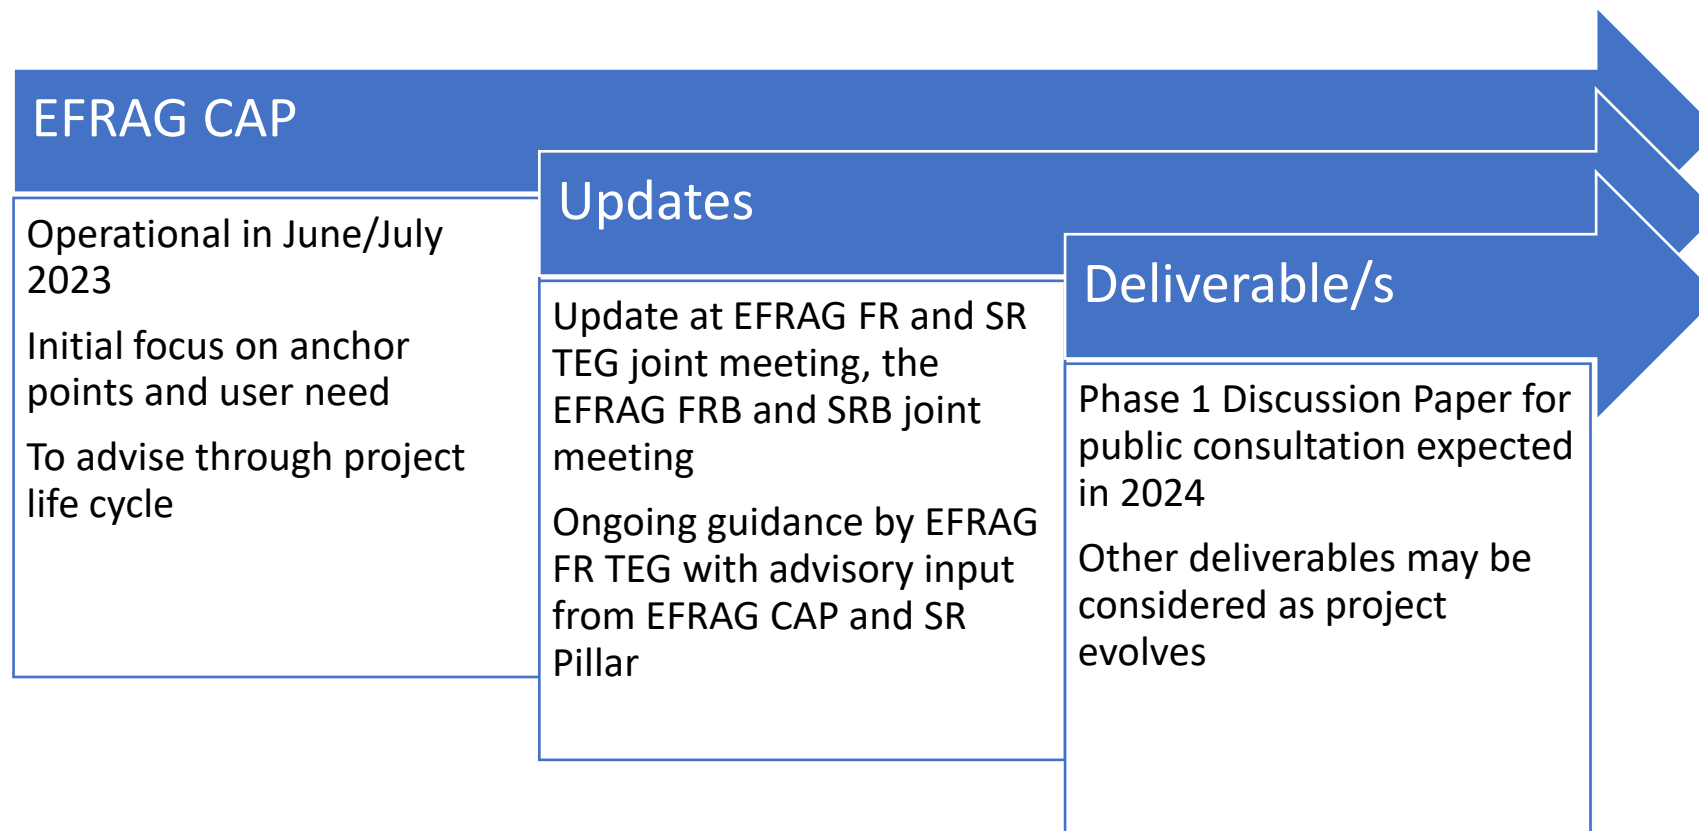 EFRAG CAP
Operational in June/July
2023
Initial focus on anchor
points and user need
To advise through project
life cycle
Updates
Update at EFRAG FR and SR
TEG joint meeting, the
EFRAG FRB and SRB joint
meeting
Ongoing guidance by EFRAG
FR TEG with advisory input
from EFRAG CAP and SR
Pillar
Deliverable/s
Phase 1 Discussion Paper for
public consultation expected
in 2024
Other deliverables may be
considered as project
evolves